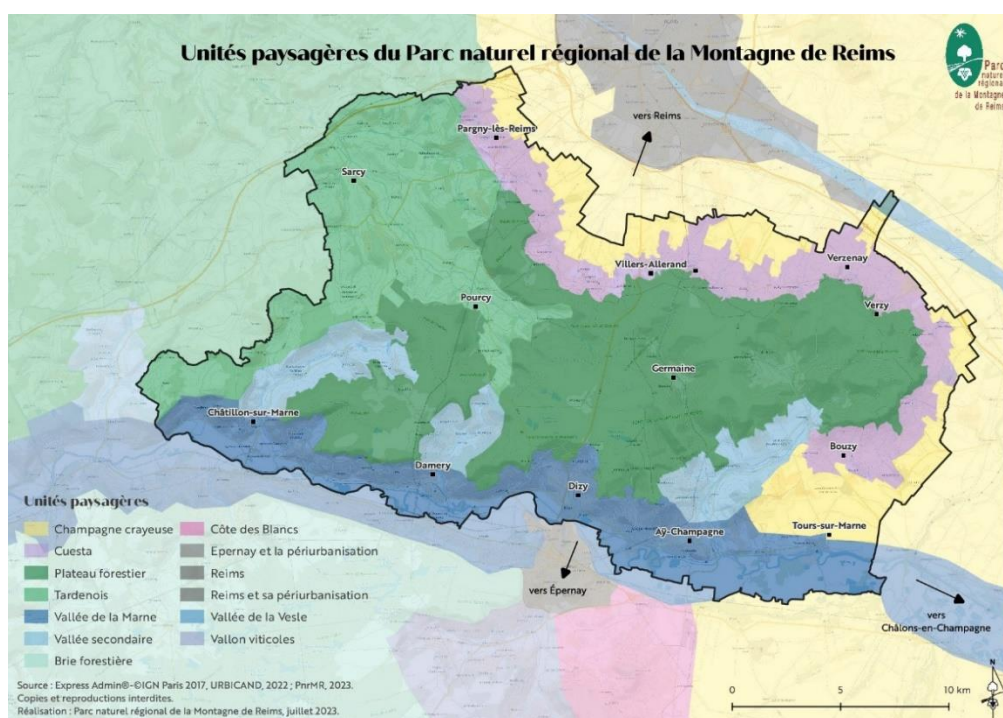 Unités paysagères du Parc naturel régional de la Montagne de Reims
Parc
naturel
régional
de la Montagne
de Reims
vers Reims
Pargny-lès-Reims
Sarcy
Villers-Allerand
Verzenay
Verzy
Pourcy
Germaine
Châtillon-sur-Marne
Bouzy
Damery
Dizy
Aÿ-Champagne
Tours-sur-Marne
vers Épernay
vers
Châlons-en-Champagne
Unités paysagères
Champagne crayeuse
Cuesta
Plateau forestier
Tardenois
Vallée de la Marne
Vallée secondaire
Brie forestière
Côte des Blancs
Epernay et la périurbanisation
Reims
Reims et sa périurbanisation
Vallée de la Vesle
Vallon viticoles
Source : Express Admin®-©IGN Paris 2017, URBICAND, 2022 ; PnrMR, 2023.
Copies et reproductions interdites.
Réalisation : Parc naturel régional de la Montagne de Reims, juillet 2023.
0 5 10 km
N